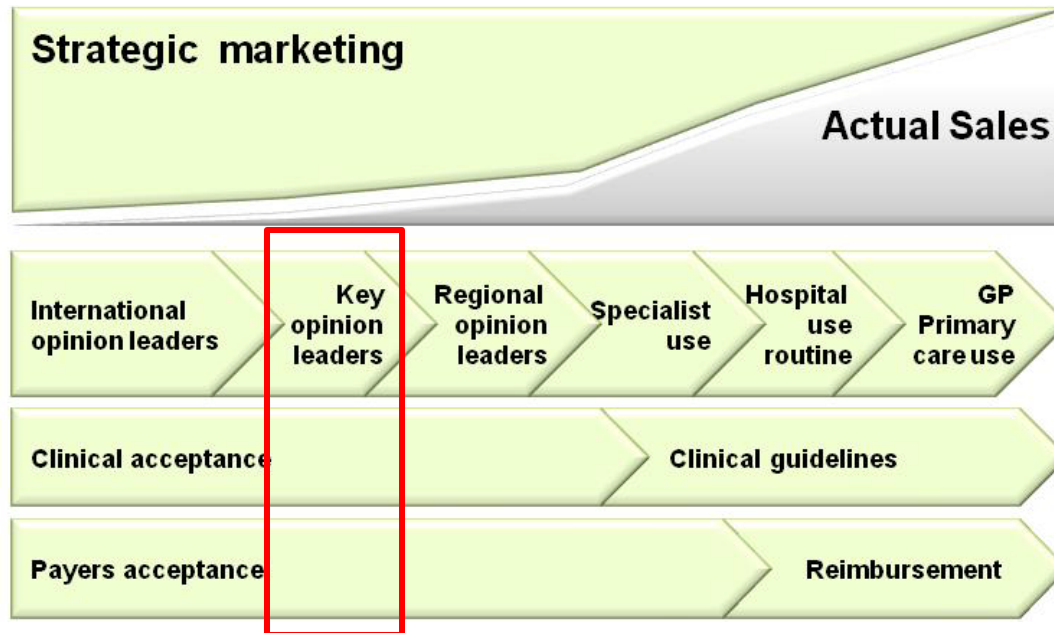 Strategic marketing
Actual Sales
International
opinion leaders
Key
opinion
leaders
Regional
opinion
leaders
Specialist
use
Hospital
use
routine
GP
Primary
care use
Clinical acceptance
Clinical guidelines
Payers acceptance
Reimbursement